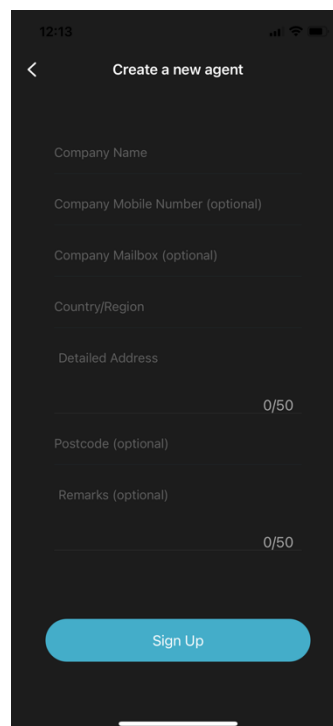 12:13
Create a new agent
Company Name
Company Mobile Number (optional)
Company Mailbox (optional)
Country/Region
Detailed Address
0/50
Postcode (optional)
Remarks (optional)
0/50
Sign Up